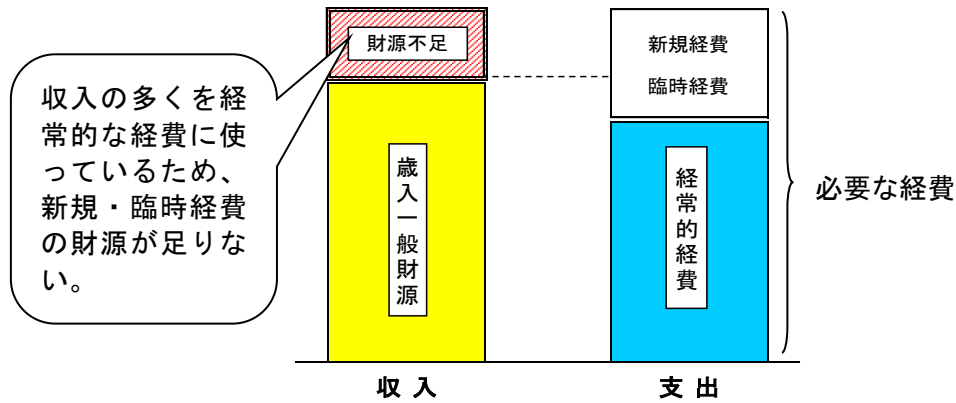 収入の多くを経
常的な経費に使
っているため、
新規・臨時経費
の財源が足りな
い。
財源不足
歳入一般財源
新規経費
臨時経費
経常的経費
必要な経費
収入
支出